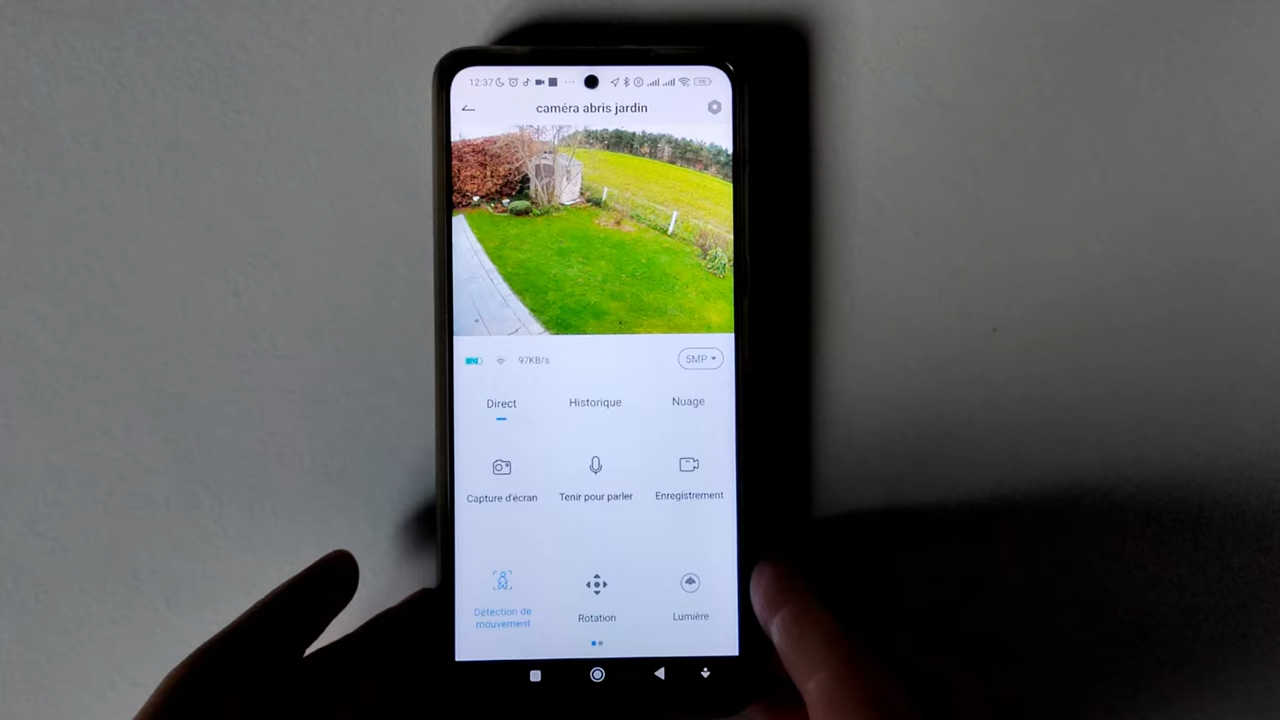 12:37
caméra abris jardin
97KB/s
5MP
Direct Historique Nuage
Capture d'écran Tenir pour parler Enregistrement
Détection de
mouvement
Rotation
Lumière